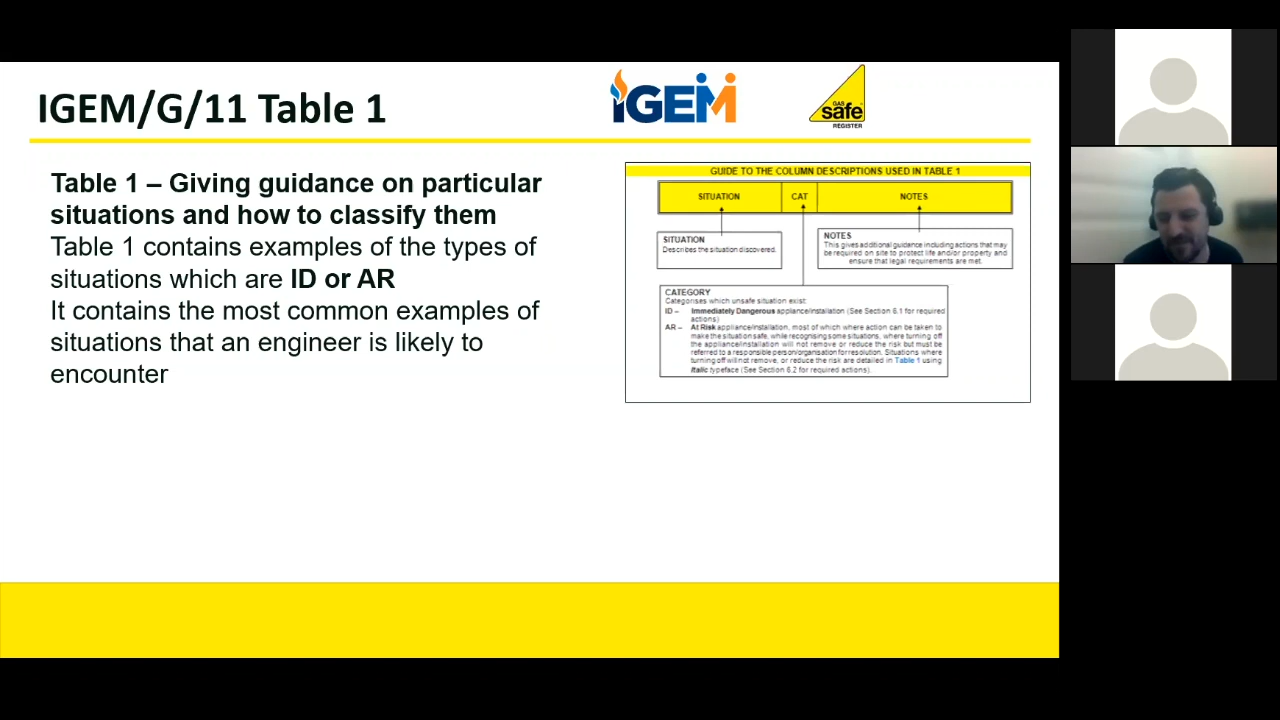 IGEM/G/11 Table 1
IGEM
GAS
safe
REGISTER
Table 1 – Giving guidance on particular
situations and how to classify them
Table 1 contains examples of the types of
situations which are ID or AR
It contains the most common examples of
situations that an engineer is likely to
encounter
GUIDE TO THE COLUMN DESCRIPTIONS USED IN TABLE 1
SITUATION CAT NOTES
SITUATION
Describes the situation discovered.
NOTES
This gives additional guidance including actions that may
be required on site to protect life and/or property and
ensure that legal requirements are met.
CATEGORY
Categorises which unsafe situation exist:
ID – Immediately Dangerous appliance/installation (See Section 6.1 for required
actions)
AR – At Risk appliance/installation, most of which where action can be taken to
make the situation safe, while recognising some situations, where turning off
the appliance/installation will not remove or reduce the risk but must be
referred to a responsible person/organisation for resolution. Situations where
turning off will not remove, or reduce the risk are detailed in Table 1 using
Italic typeface (See Section 6.2 for required actions).